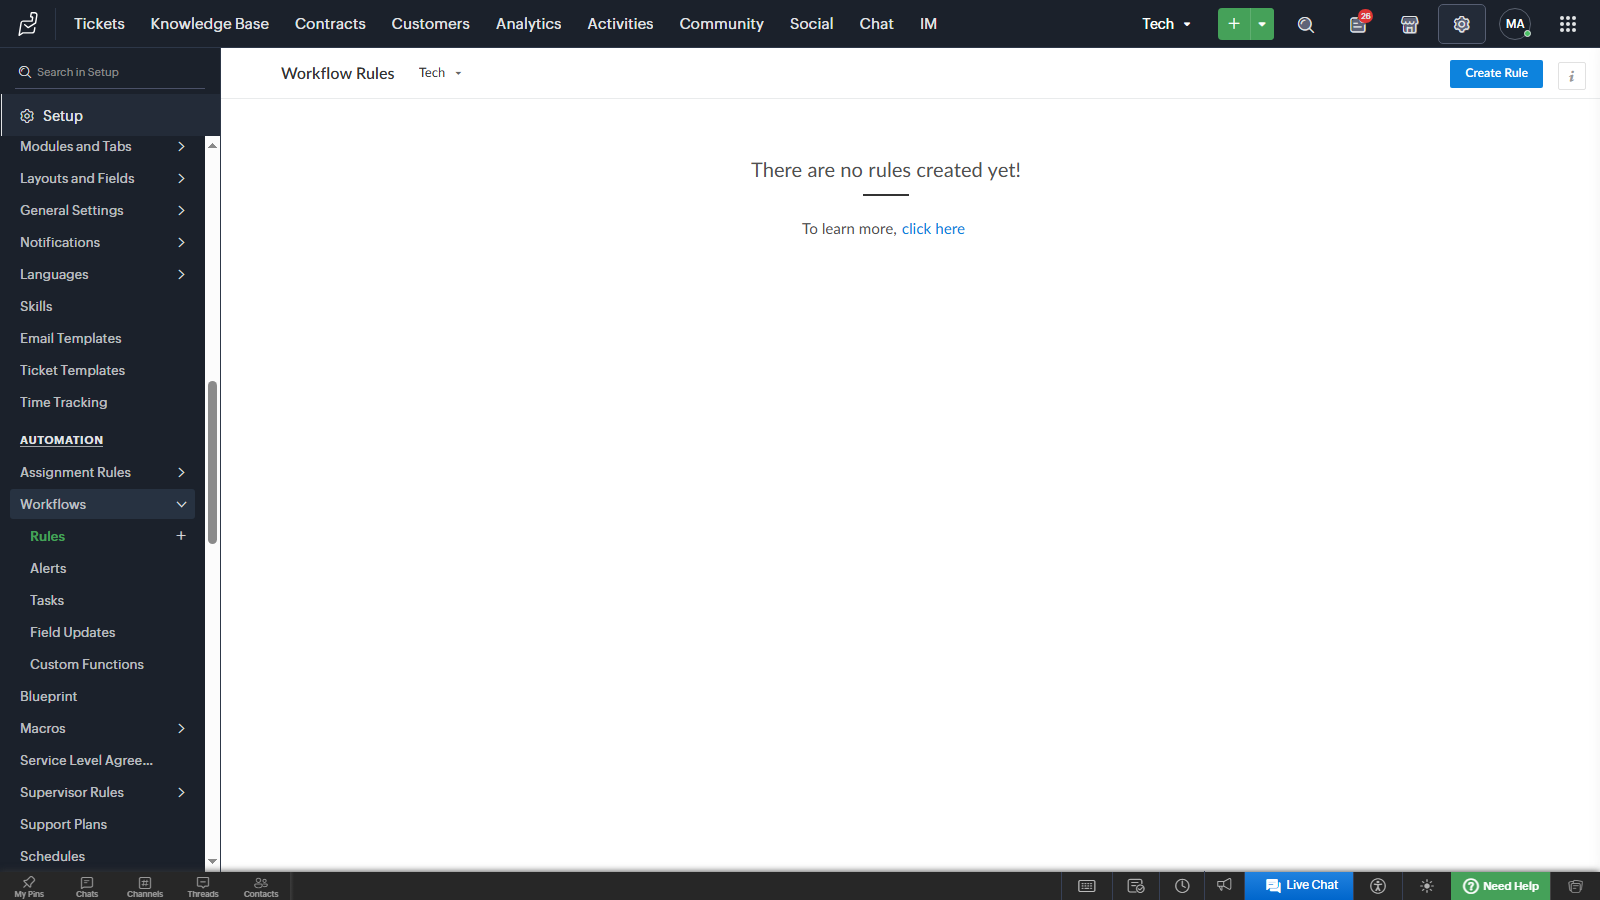 Tickets
Knowledge Base
Contracts
Customers
Analytics
Activities
Community
Social
Chat
IM
Tech
26
MA
Search in Setup
Setup
Modules and Tabs
Layouts and Fields
General Settings
Notifications
Languages
Skills
Email Templates
Ticket Templates
Time Tracking
AUTOMATION
Assignment Rules
Workflows
Rules
Alerts
Tasks
Field Updates
Custom Functions
Blueprint
Macros
Service Level Agree...
Supervisor Rules
Support Plans
Schedules
Workflow Rules
Tech
Create Rule
i
There are no rules created yet!
To learn more, click here
My Pins
Chats
Channels
Threads
Contacts
Live Chat
Need Help